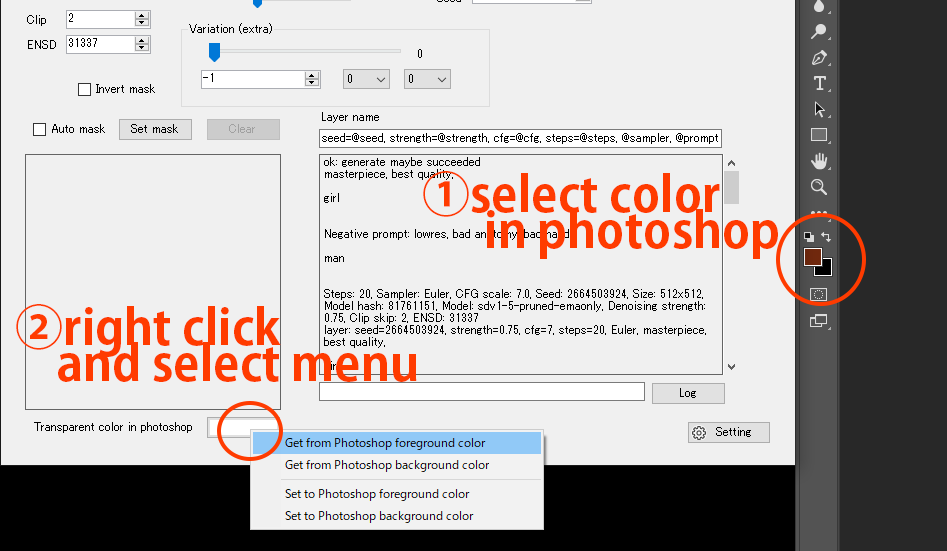 Seed
Clip 2
ENSD 31337
Variation (extra)
0
-1 0 0
Invert mask
Auto mask Set mask Clear
Layer name
seed=@seed, strength=@strength, cfg=@cfg, steps=@steps, @sampler, @prompt
ok: generate maybe succeeded
masterpiece, best quality,
girl
① select color
in photoshop
Negative prompt: lowres, bad anatomy, bad hand
man
Steps: 20, Sampler: Euler, CFG scale: 7.0, Seed: 2664503924, Size: 512x512,
Model hash: 81761151, Model: sdv1-5-pruned-emaonly, Denoising strength:
0.75, Clip skip: 2, ENSD: 31337
layer: seed=2664503924, strength=0.75, cfg=7, steps=20, Euler, masterpiece,
best quality,
② right click
and select menu
Log
Transparent color in photoshop
Setting
Get from Photoshop foreground color
Get from Photoshop background color
Set to Photoshop foreground color
Set to Photoshop background color